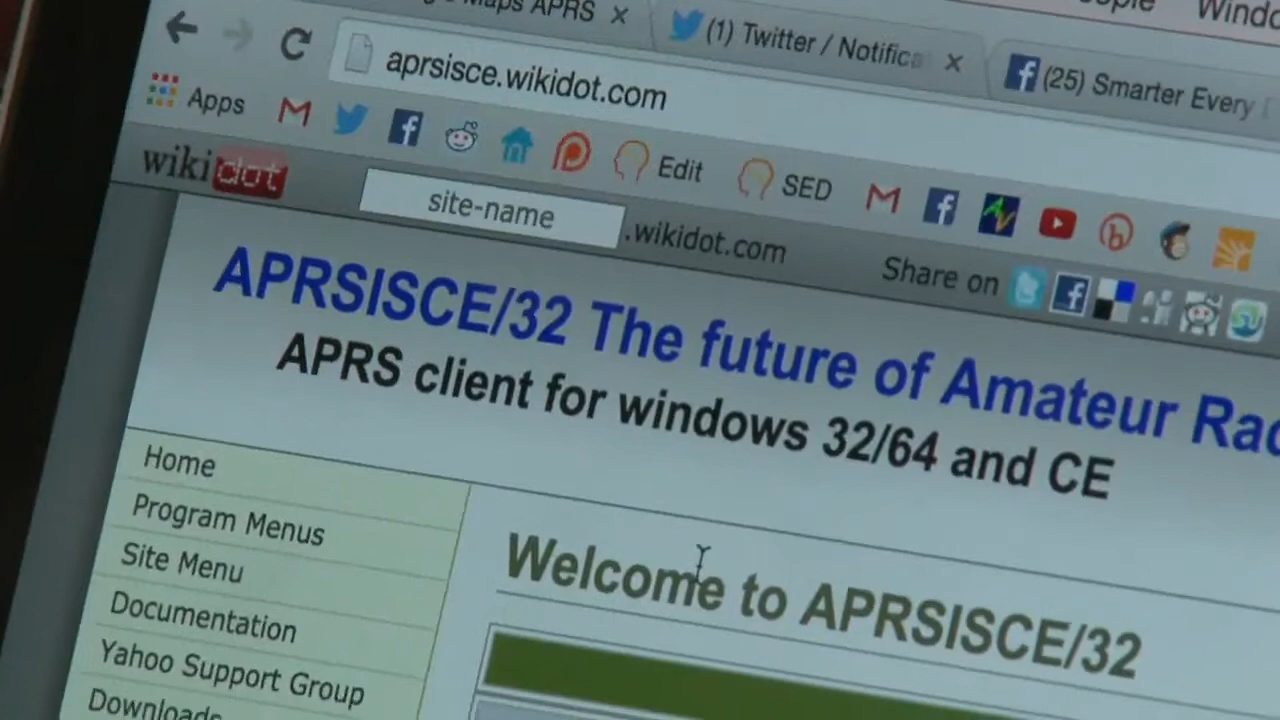 Maps APRS
(1) Twitter / Notifica
(25) Smarter Every
Windo
aprsisce.wikidot.com
Apps
Edit
SED
wikidot
site-name
.wikidot.com
Share on
APRSISCE/32 The future of Amateur Rad
APRS client for windows 32/64 and CE
Home
Program Menus
Site Menu
Documentation
Yahoo Support Group
Downloads
Welcome to APRSISCE/32